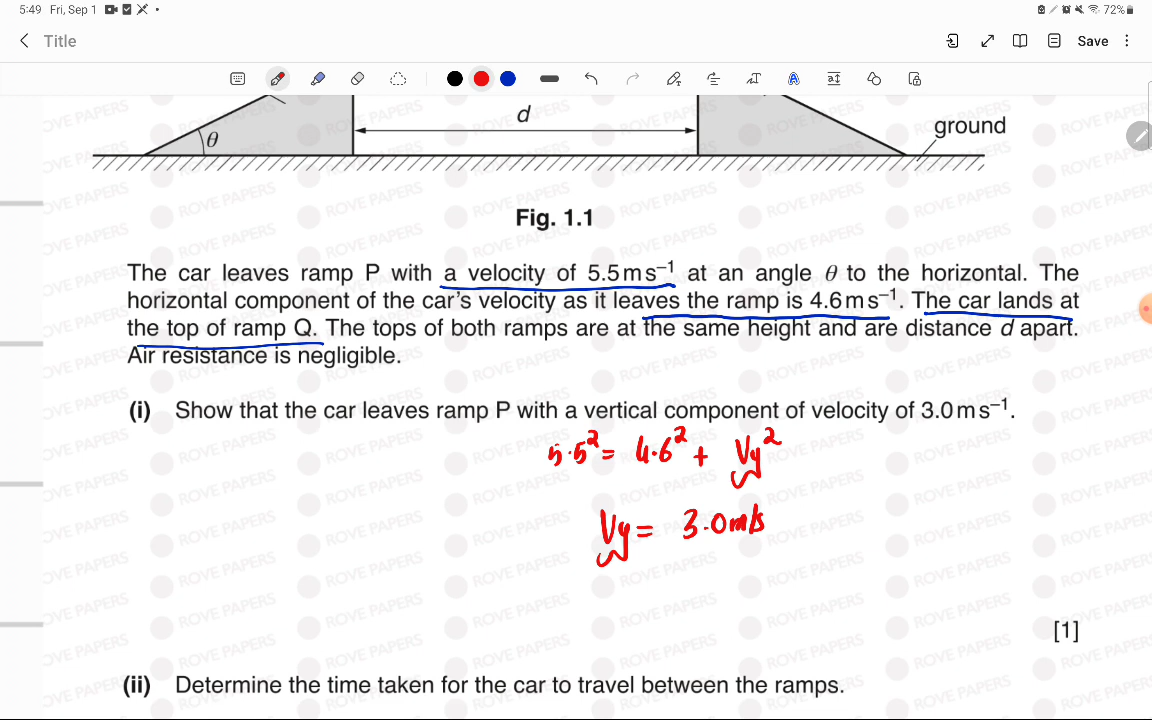 5:49 Fri, Sep 1
72%
Title
Save
d
θ
ground
Fig. 1.1
The car leaves ramp P with a velocity of 5.5 m s⁻¹ at an angle θ to the horizontal. The
horizontal component of the car's velocity as it leaves the ramp is 4.6 m s⁻¹. The car lands at
the top of ramp Q. The tops of both ramps are at the same height and are distance d apart.
Air resistance is negligible.
(i) Show that the car leaves ramp P with a vertical component of velocity of 3.0 m s⁻¹.
5.5² = 4.6² + Vy²
Vy = 3.0 m/s
[1]
(ii) Determine the time taken for the car to travel between the ramps.
ROVE PAPERS